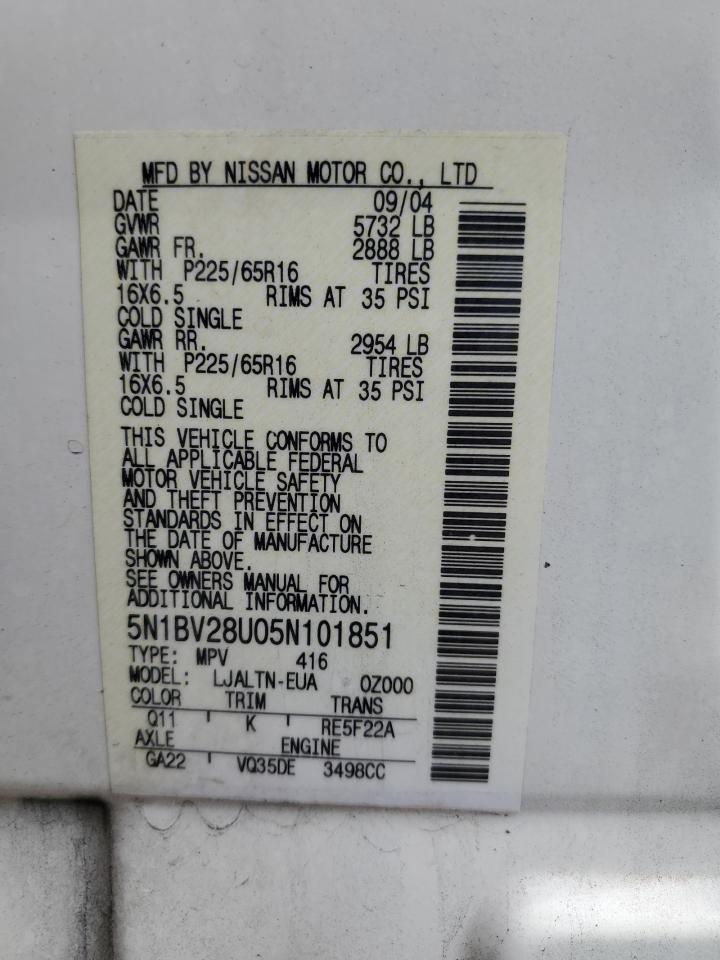 MFD BY NISSAN MOTOR CO., LTD
DATE 09/04
GVWR 5732 LB
GAWR FR. 2888 LB
WITH P225/65R16 TIRES
16X6.5 RIMS AT 35 PSI
COLD SINGLE
GAWR RR. 2954 LB
WITH P225/65R16 TIRES
16X6.5 RIMS AT 35 PSI
COLD SINGLE
THIS VEHICLE CONFORMS TO
ALL APPLICABLE FEDERAL
MOTOR VEHICLE SAFETY
AND THEFT PREVENTION
STANDARDS IN EFFECT ON
THE DATE OF MANUFACTURE
SHOWN ABOVE.
SEE OWNERS MANUAL FOR
ADDITIONAL INFORMATION.
5N1BV28U05N101851
TYPE: MPV 416
MODEL: LJALTN-EUA 0Z000
COLOR TRIM TRANS
Q11 K RE5F22A
AXLE ENGINE
GA22 VQ35DE 3498CC